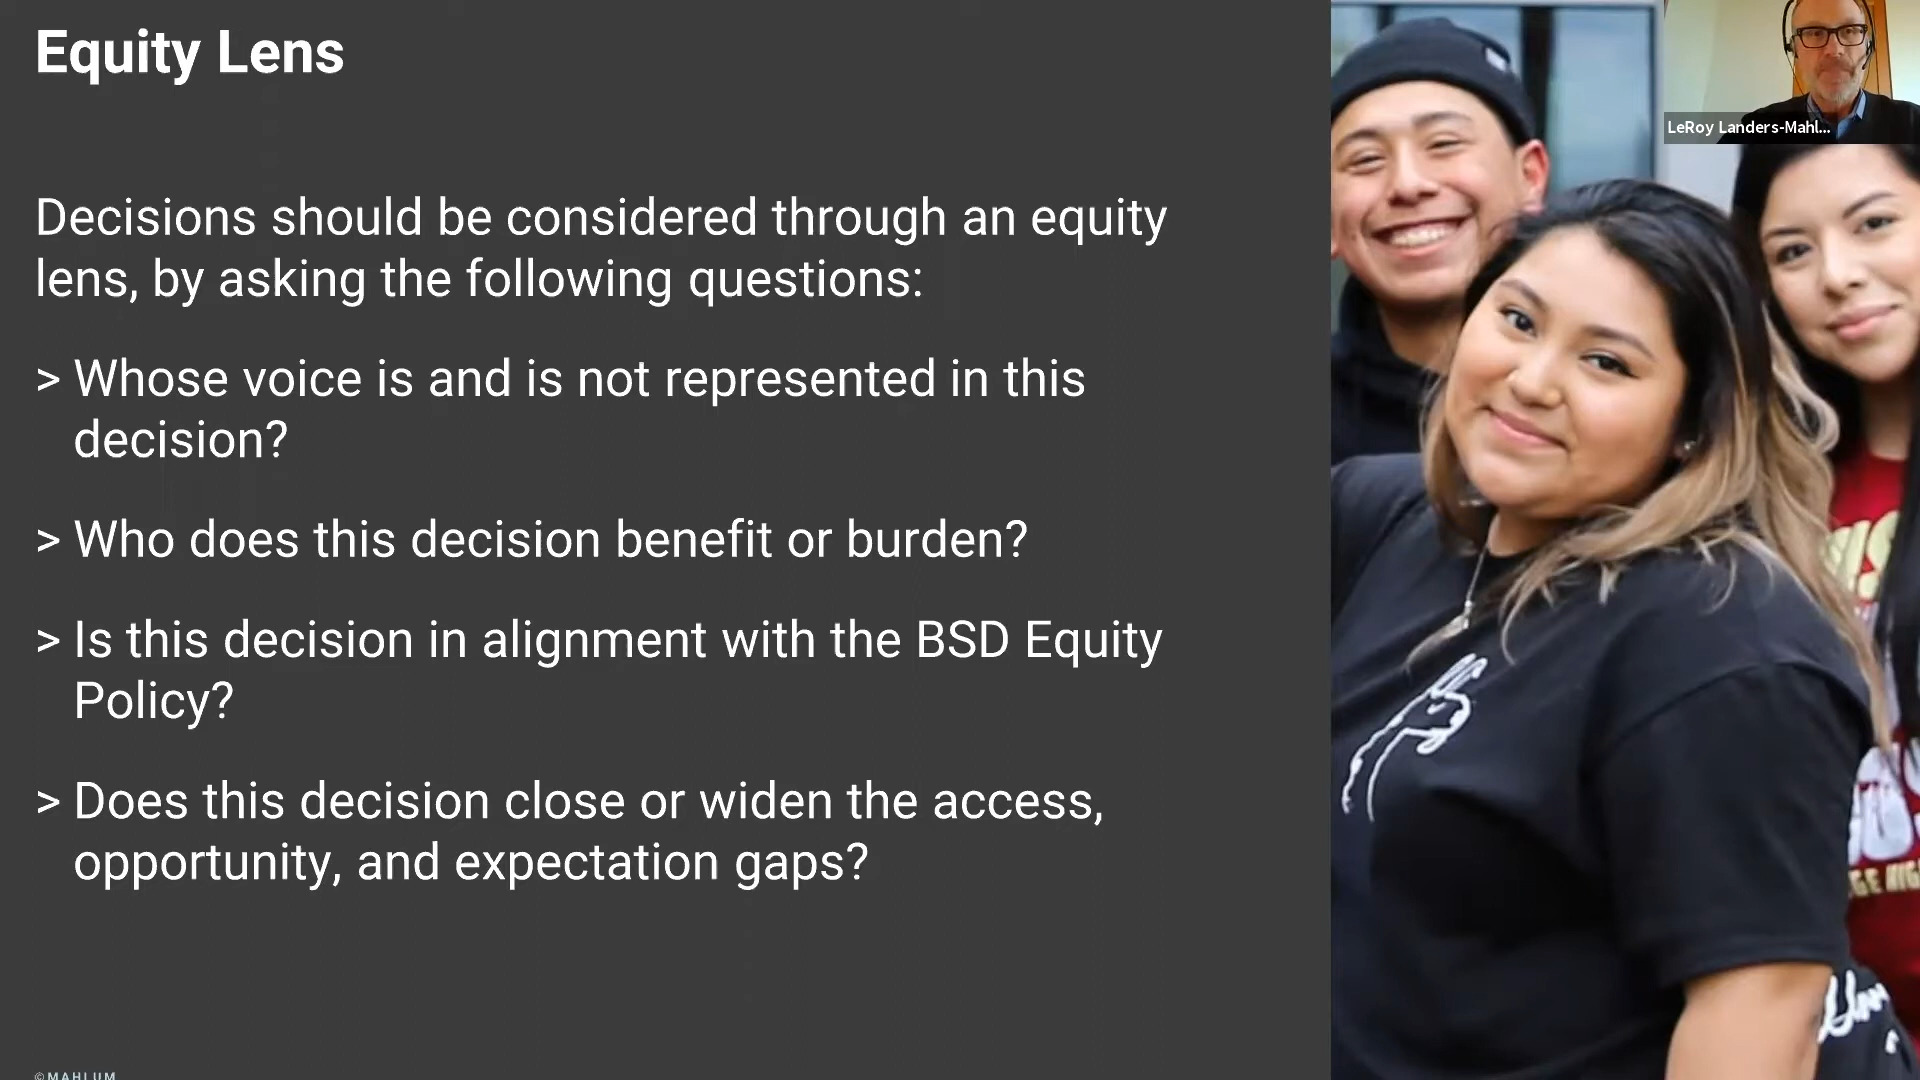 Equity Lens
LeRoy Landers-Mahl...
Decisions should be considered through an equity
lens, by asking the following questions:
> Whose voice is and is not represented in this
decision?
> Who does this decision benefit or burden?
> Is this decision in alignment with the BSD Equity
Policy?
> Does this decision close or widen the access,
opportunity, and expectation gaps?
©MAHLUM